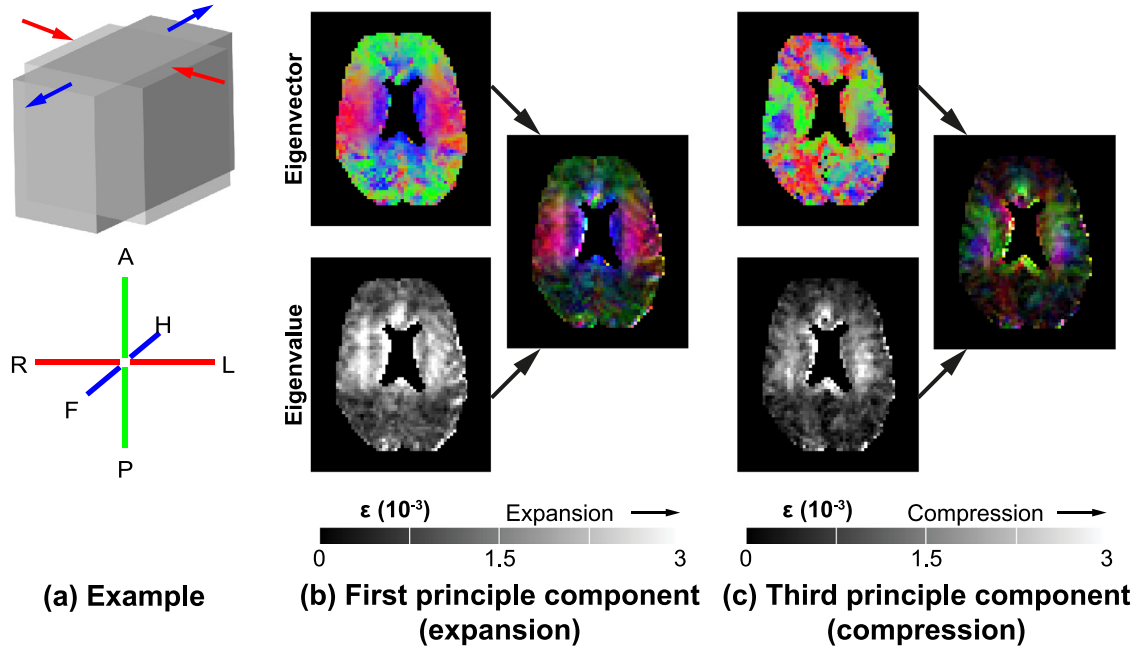 A
H
R
L
F
P
(a) Example
Eigenvector
Eigenvalue
ε (10⁻³)
Expansion
0
1.5
3
(b) First principle component
(expansion)
ε (10⁻³)
Compression
0
1.5
3
(c) Third principle component
(compression)